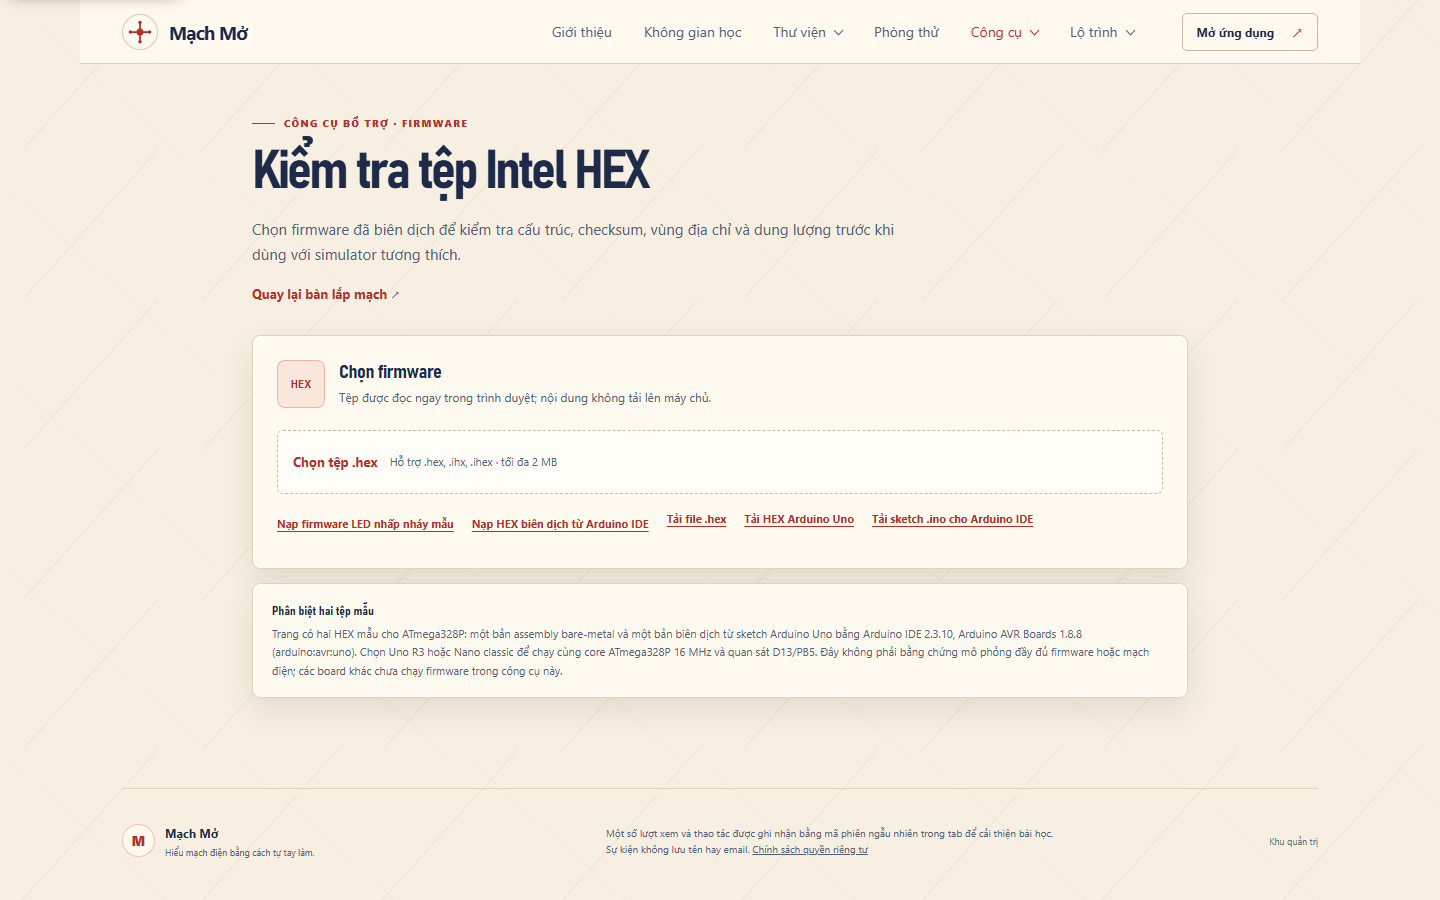 Mạch Mở
Giới thiệu
Không gian học
Thư viện
Phòng thử
Công cụ
Lộ trình
Mở ứng dụng ↗
CÔNG CỤ BỔ TRỢ · FIRMWARE
Kiểm tra tệp Intel HEX
Chọn firmware đã biên dịch để kiểm tra cấu trúc, checksum, vùng địa chỉ và dung lượng trước khi
dùng với simulator tương thích.
Quay lại bàn lắp mạch ↗
HEX
Chọn firmware
Tệp được đọc ngay trong trình duyệt; nội dung không tải lên máy chủ.
Chọn tệp .hex
Hỗ trợ .hex, .ihx, .ihex · tối đa 2 MB
Nạp firmware LED nhấp nháy mẫu
Nạp HEX biên dịch từ Arduino IDE
Tải file .hex
Tải HEX Arduino Uno
Tải sketch .ino cho Arduino IDE
Phân biệt hai tệp mẫu
Trang có hai HEX mẫu cho ATmega328P: một bản assembly bare-metal và một bản biên dịch từ sketch Arduino Uno bằng Arduino IDE 2.3.10, Arduino AVR Boards 1.8.8
(arduino:avr:uno). Chọn Uno R3 hoặc Nano classic để chạy cùng core ATmega328P 16 MHz và quan sát D13/PB5. Đây không phải bằng chứng mô phỏng đầy đủ firmware hoặc mạch
điện; các board khác chưa chạy firmware trong công cụ này.
M
Mạch Mở
Hiểu mạch điện bằng cách tự tay làm.
Một số lượt xem và thao tác được ghi nhận bằng mã phiên ngẫu nhiên trong tab để cải thiện bài học.
Sự kiện không lưu tên hay email. Chính sách quyền riêng tư
Khu quản trị